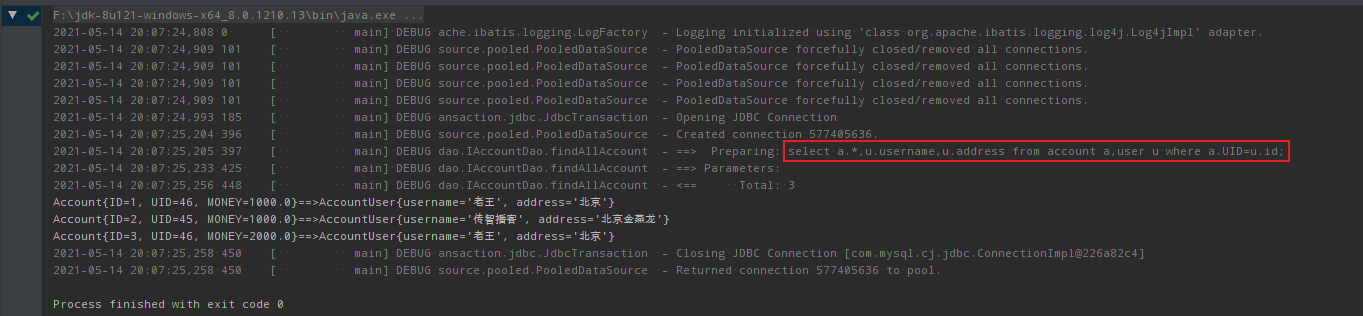 F:\jdk-8u121-windows-x64_8.0.1210.13\bin\java.exe ...
2021-05-14 20:07:24,808 0      [            main] DEBUG ache.ibatis.logging.LogFactory  - Logging initialized using 'class org.apache.ibatis.logging.log4j.Log4jImpl' adapter.
2021-05-14 20:07:24,909 101    [            main] DEBUG source.pooled.PooledDataSource  - PooledDataSource forcefully closed/removed all connections.
2021-05-14 20:07:24,909 101    [            main] DEBUG source.pooled.PooledDataSource  - PooledDataSource forcefully closed/removed all connections.
2021-05-14 20:07:24,909 101    [            main] DEBUG source.pooled.PooledDataSource  - PooledDataSource forcefully closed/removed all connections.
2021-05-14 20:07:24,909 101    [            main] DEBUG source.pooled.PooledDataSource  - PooledDataSource forcefully closed/removed all connections.
2021-05-14 20:07:24,993 185    [            main] DEBUG ansaction.jdbc.JdbcTransaction  - Opening JDBC Connection
2021-05-14 20:07:25,204 396    [            main] DEBUG source.pooled.PooledDataSource  - Created connection 577405636.
2021-05-14 20:07:25,205 397    [            main] DEBUG dao.IAccountDao.findAllAccount  - ==>  Preparing: select a.*,u.username,u.address from account a,user u where a.UID=u.id;
2021-05-14 20:07:25,233 425    [            main] DEBUG dao.IAccountDao.findAllAccount  - ==> Parameters:
2021-05-14 20:07:25,256 448    [            main] DEBUG dao.IAccountDao.findAllAccount  - <==      Total: 3
Account{ID=1, UID=46, MONEY=1000.0}==>AccountUser{username='老王', address='北京'}
Account{ID=2, UID=45, MONEY=1000.0}==>AccountUser{username='传智播客', address='北京金燕龙'}
Account{ID=3, UID=46, MONEY=2000.0}==>AccountUser{username='老王', address='北京'}
2021-05-14 20:07:25,258 450    [            main] DEBUG ansaction.jdbc.JdbcTransaction  - Closing JDBC Connection [com.mysql.cj.jdbc.ConnectionImpl@226a82c4]
2021-05-14 20:07:25,258 450    [            main] DEBUG source.pooled.PooledDataSource  - Returned connection 577405636 to pool.
Process finished with exit code 0